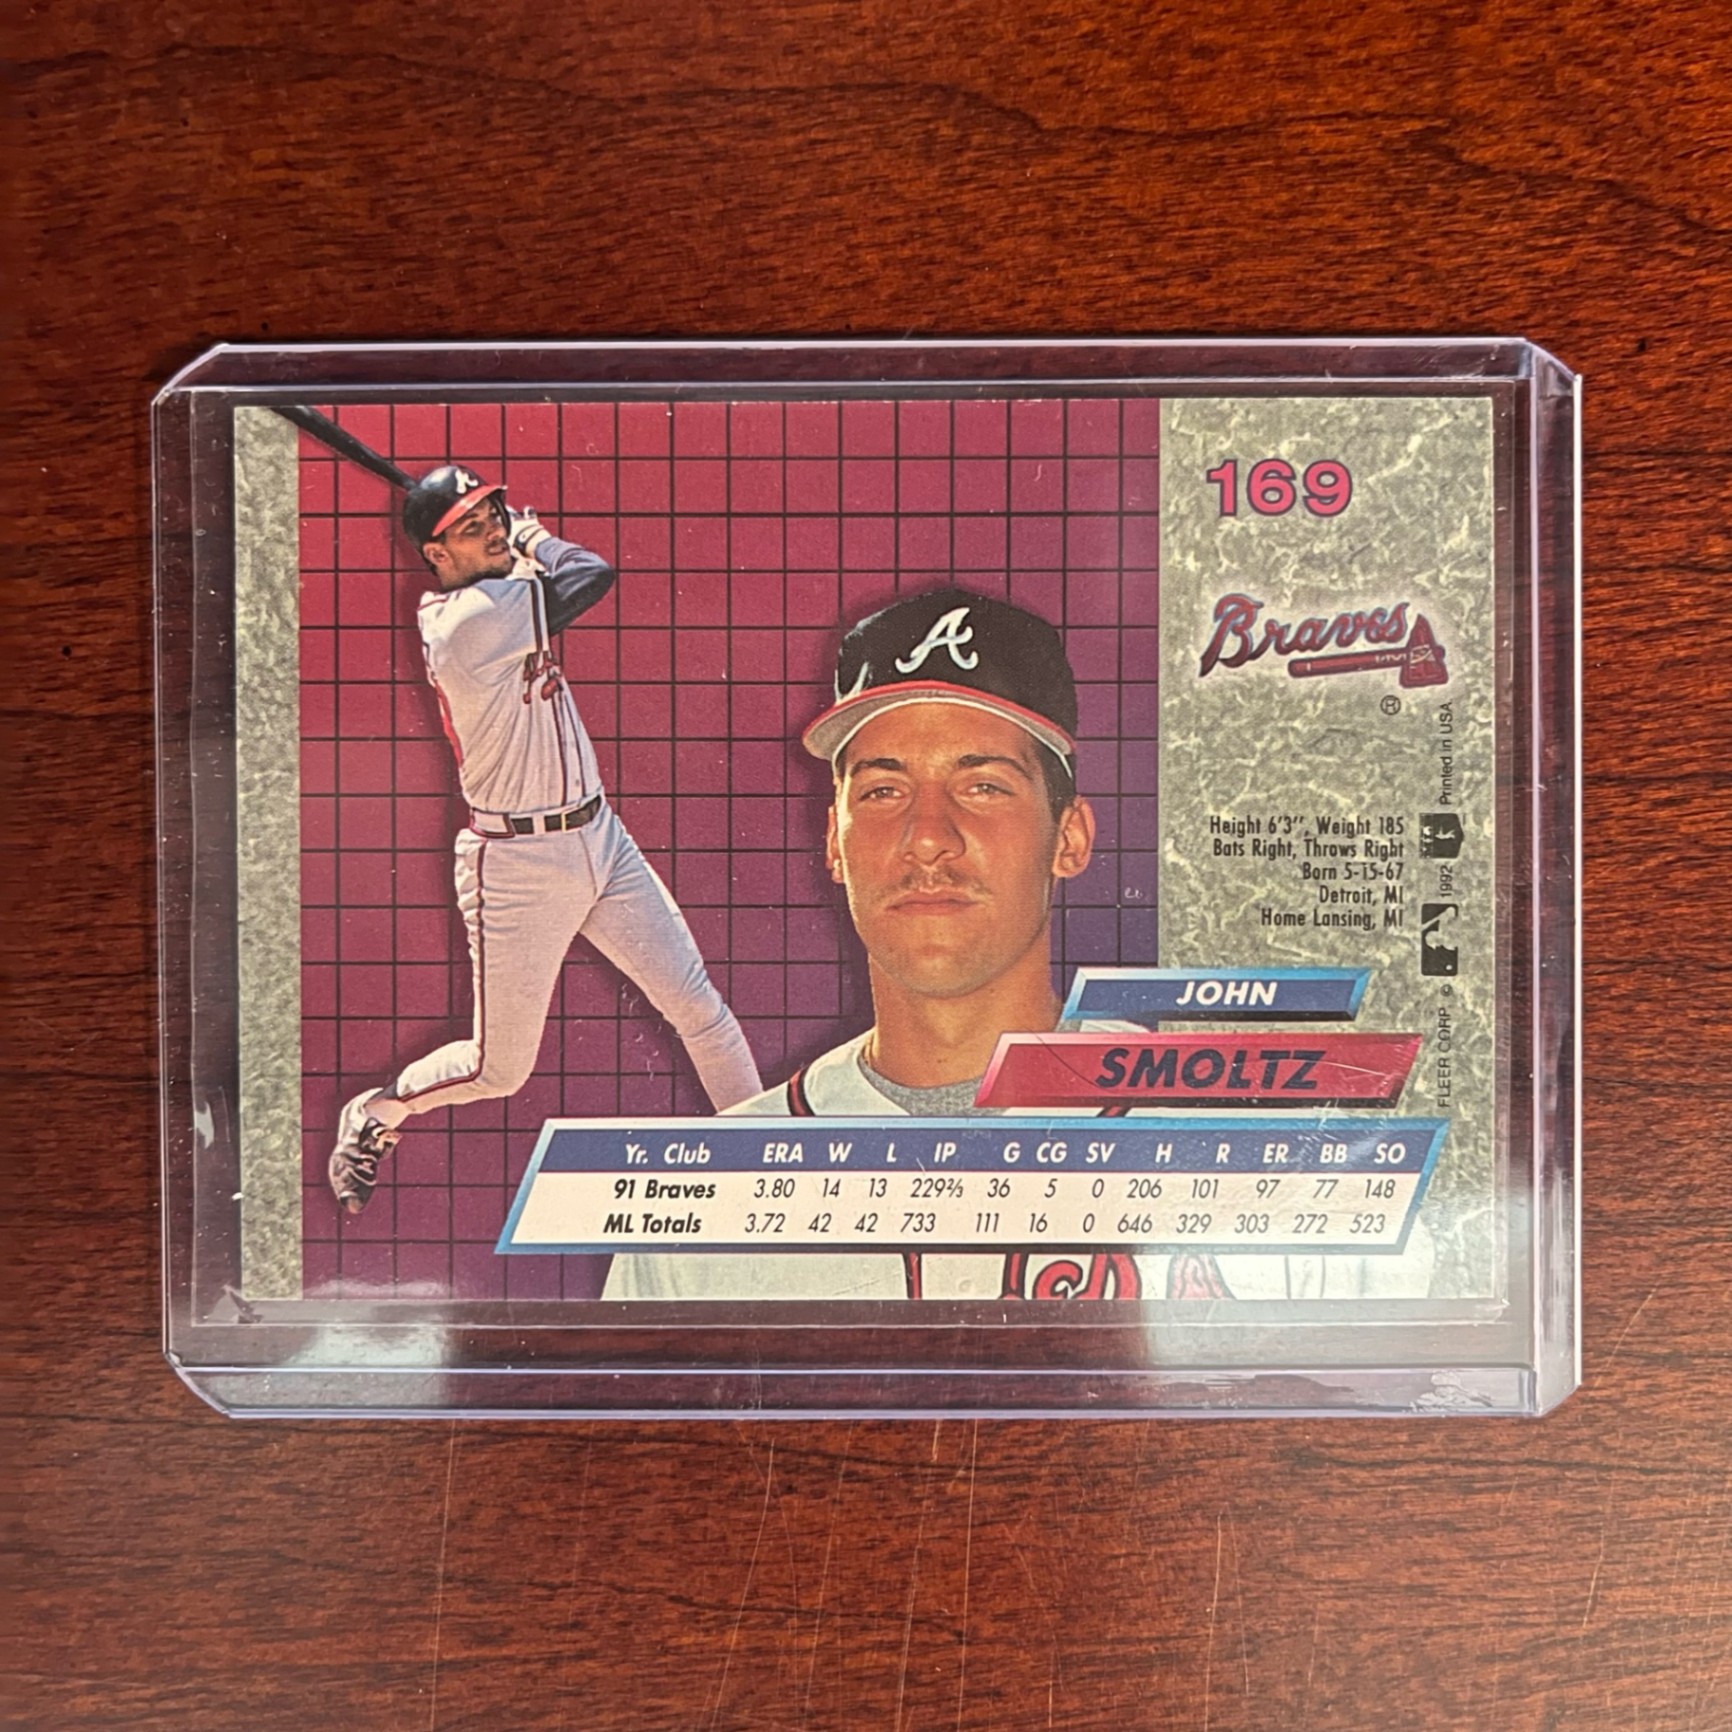 169
Braves
Height 6'3", Weight 185
Bats Right, Throws Right
Born 5-15-67
Detroit, MI
Home Lansing, MI
FLEER CORP. © 1992 Printed in USA
JOHN
SMOLTZ
Yr. Club ERA W L IP G CG SV H R ER BB SO
91 Braves 3.80 14 13 229⅔ 36 5 0 206 101 97 77 148
ML Totals 3.72 42 42 733 111 16 0 646 329 303 272 523